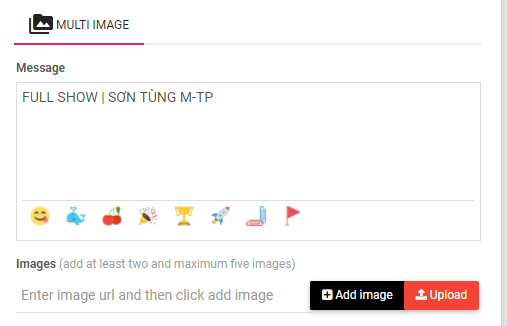 MULTI IMAGE
Message
FULL SHOW | SƠN TÙNG M-TP
Images (add at least two and maximum five images)
Enter image url and then click add image Add image Upload